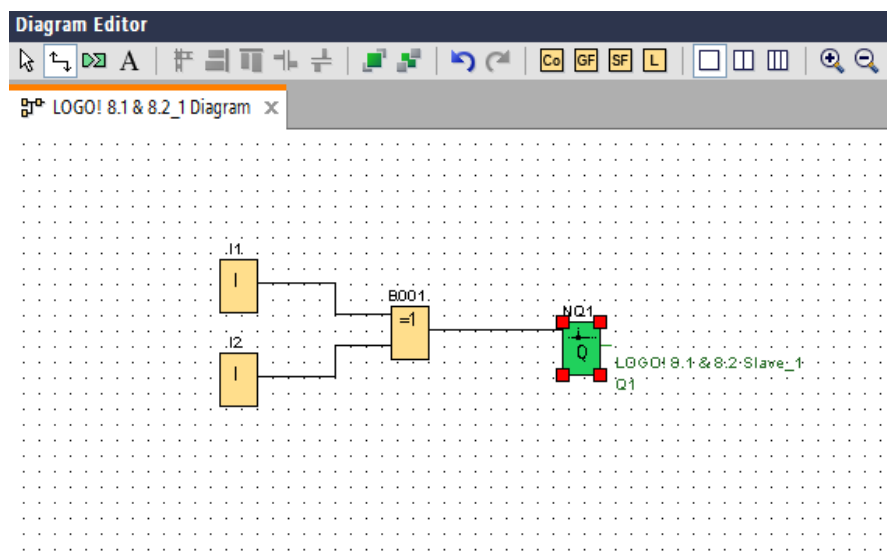 Diagram Editor
A Co GF SF L
LOGO! 8.1 & 8.2_1 Diagram
I1
I
B001
=1
NQ1
Q
I2
I
LOGO! 8.1 & 8.2 Slave_1
Q1